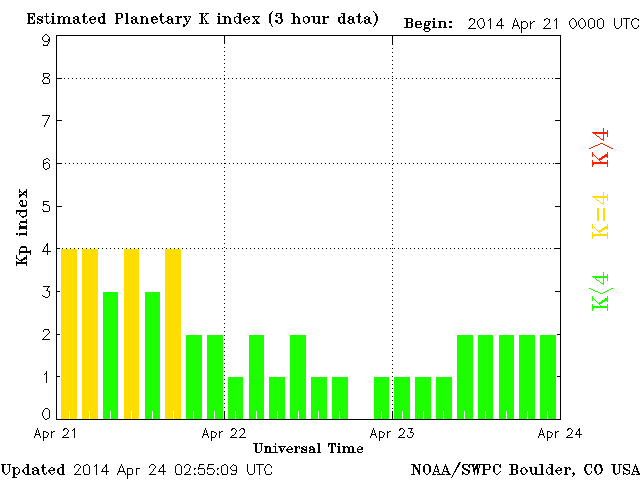 Estimated Planetary K index (3 hour data)
Begin: 2014 Apr 21 0000 UTC
9
8
7
6
5
4
3
2
1
0
Kp index
K>4
K=4
K<4
Apr 21
Apr 22
Apr 23
Apr 24
Universal Time
Updated 2014 Apr 24 02:55:09 UTC
NOAA/SWPC Boulder, CO USA